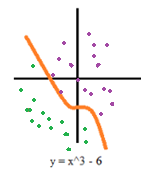 y = x^3 - 6